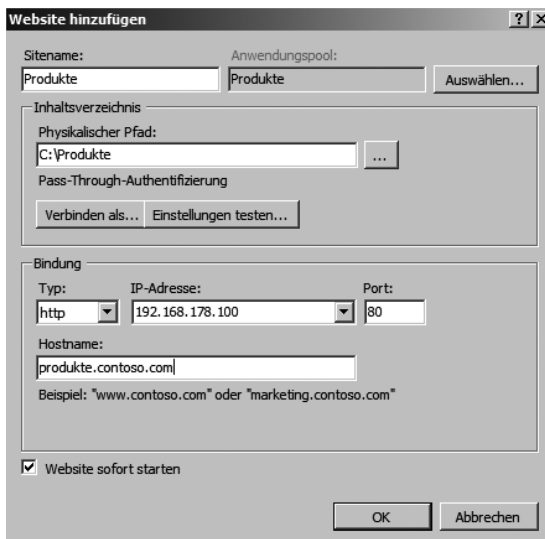 Website hinzufügen
Sitename: Anwendungspool:
Produkte Produkte Auswählen...
Inhaltsverzeichnis
Physikalischer Pfad:
C:\Produkte ...
Pass-Through-Authentifizierung
Verbinden als... Einstellungen testen...
Bindung
Typ: IP-Adresse: Port:
http 192.168.178.100 80
Hostname:
produkte.contoso.com
Beispiel: "www.contoso.com" oder "marketing.contoso.com"
Website sofort starten
OK Abbrechen